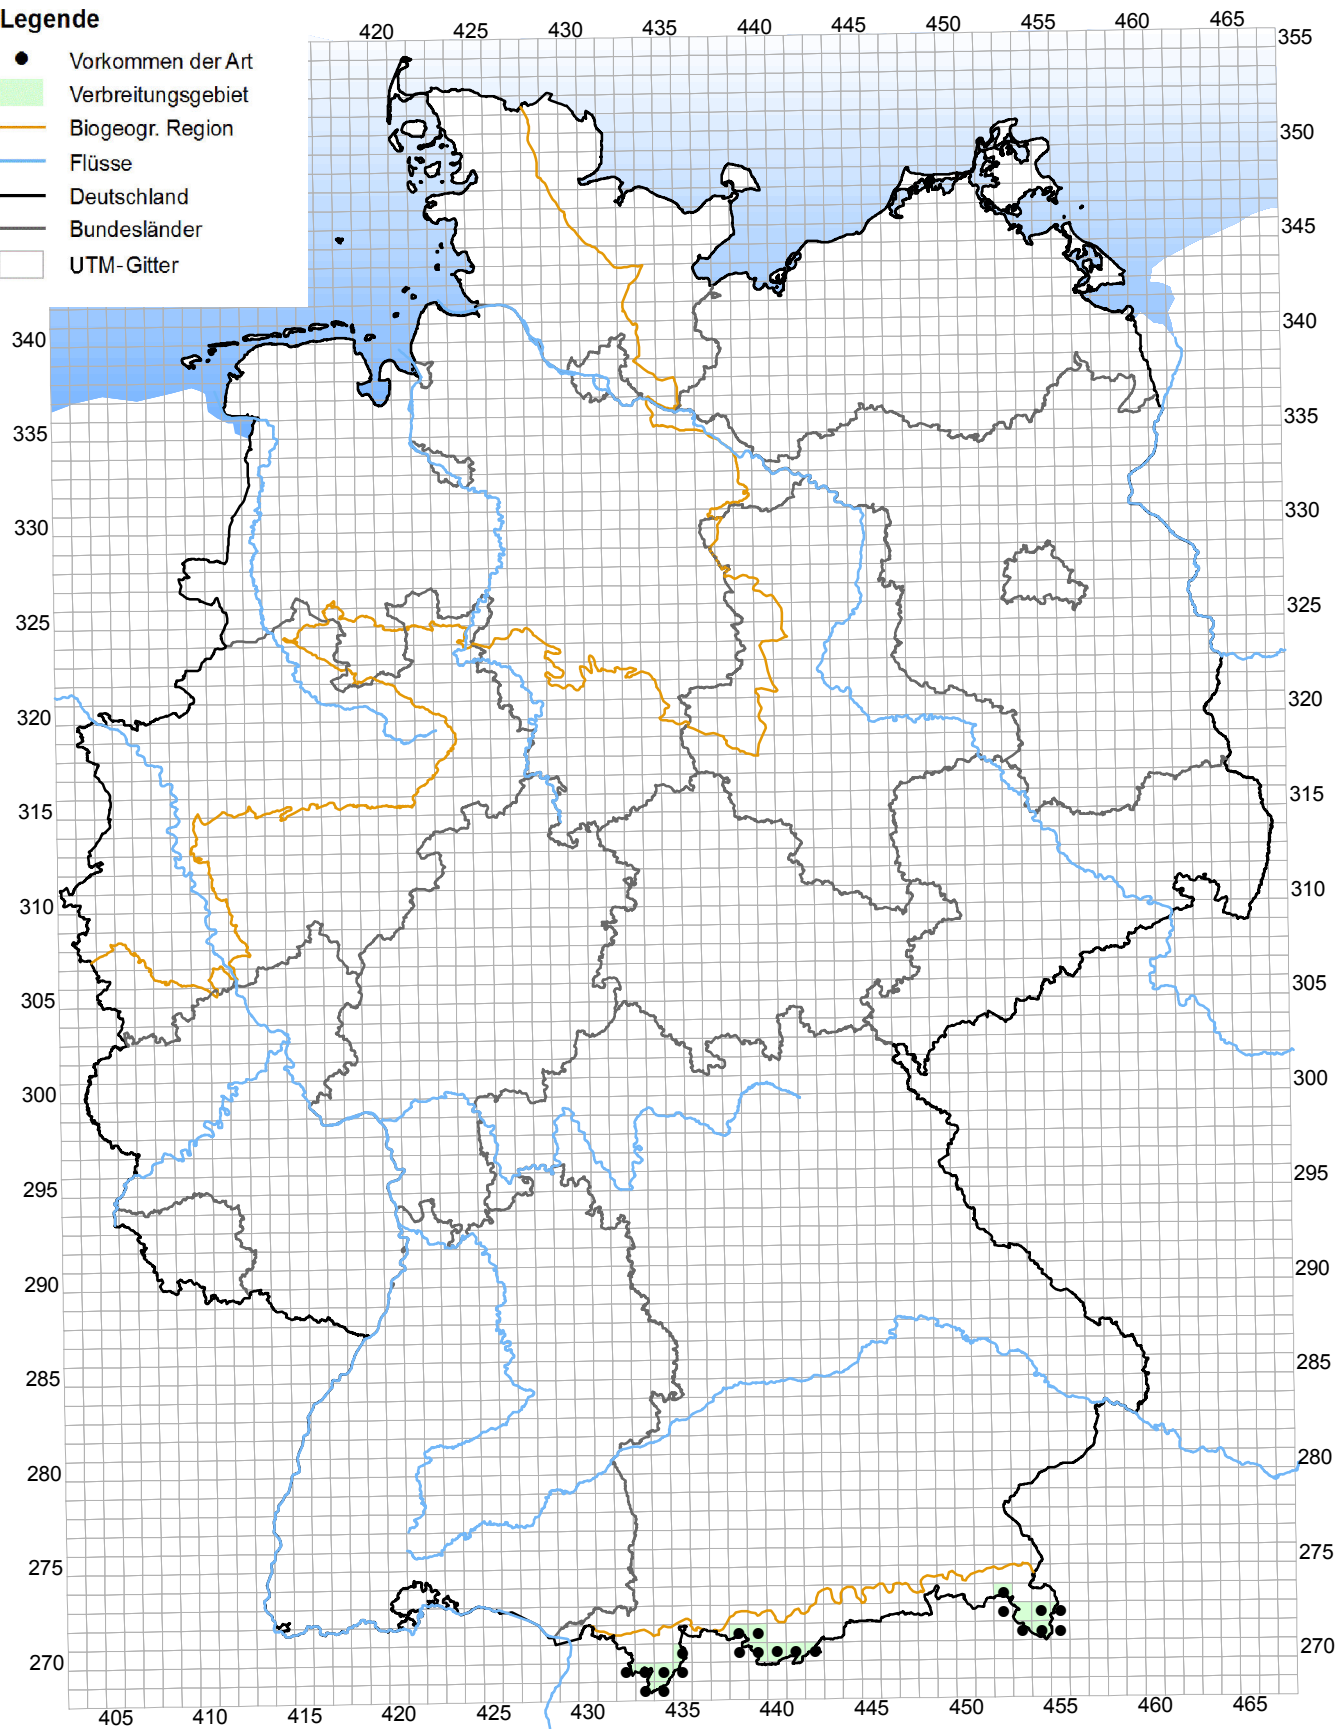 Legende
Vorkommen der Art
Verbreitungsgebiet
Biogeogr. Region
Flüsse
Deutschland
Bundesländer
UTM-Gitter
420 425 430 435 440 445 450 455 460 465
355
350
345
340 340
335 335
330 330
325 325
320 320
315 315
310 310
305 305
300 300
295 295
290 290
285 285
280 280
275 275
270 270
405 410 415 420 425 430 435 440 445 450 455 460 465